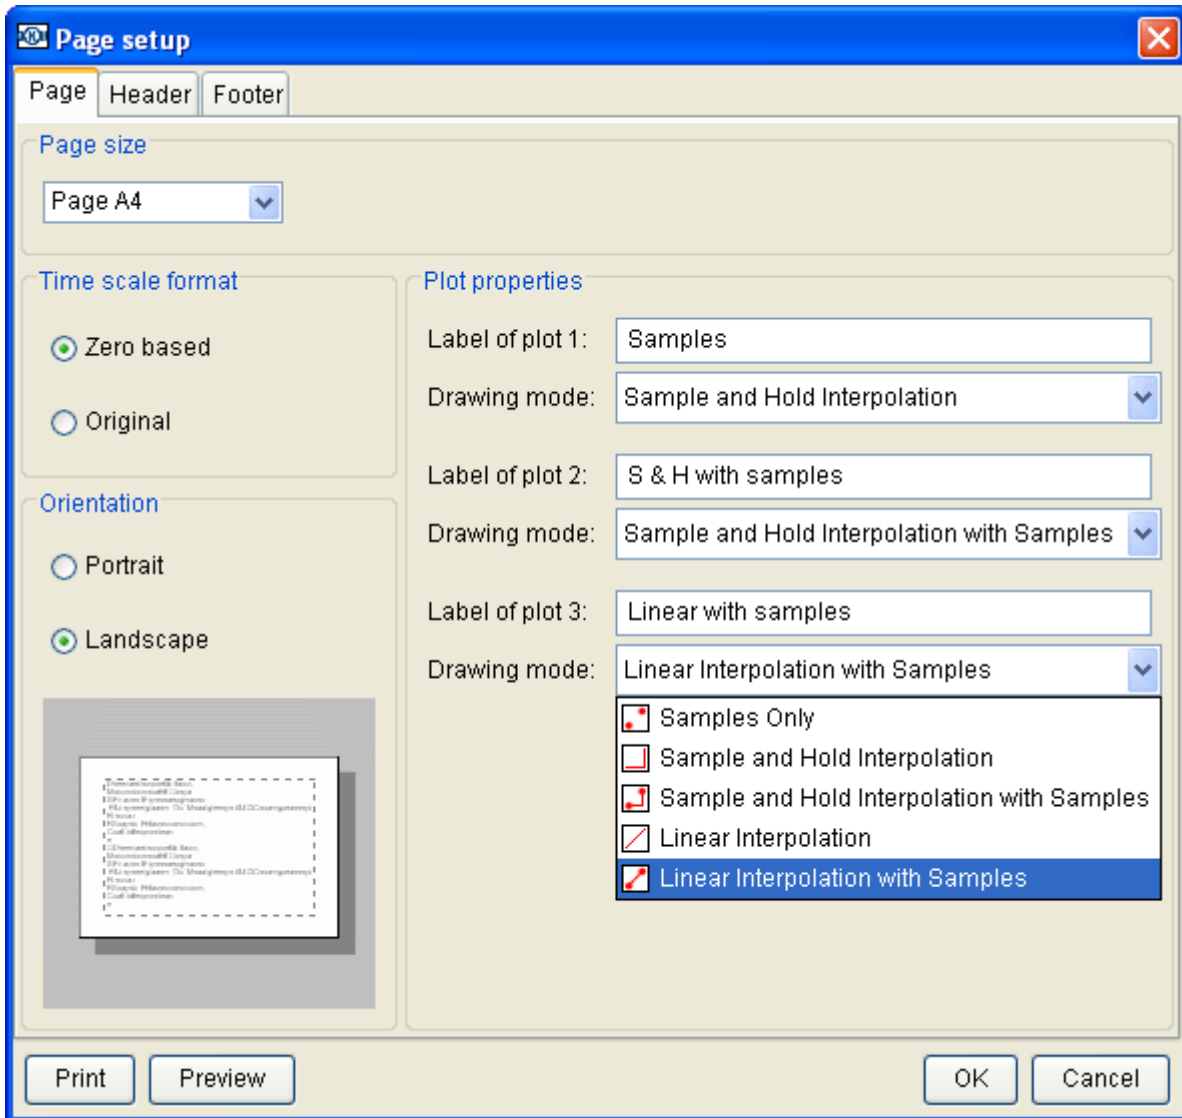 Page setup
Page Header Footer
Page size
Page A4
Time scale format
Zero based
Original
Orientation
Portrait
Landscape
Plot properties
Label of plot 1: Samples
Drawing mode: Sample and Hold Interpolation
Label of plot 2: S & H with samples
Drawing mode: Sample and Hold Interpolation with Samples
Label of plot 3: Linear with samples
Drawing mode: Linear Interpolation with Samples
Samples Only
Sample and Hold Interpolation
Sample and Hold Interpolation with Samples
Linear Interpolation
Linear Interpolation with Samples
Print Preview OK Cancel